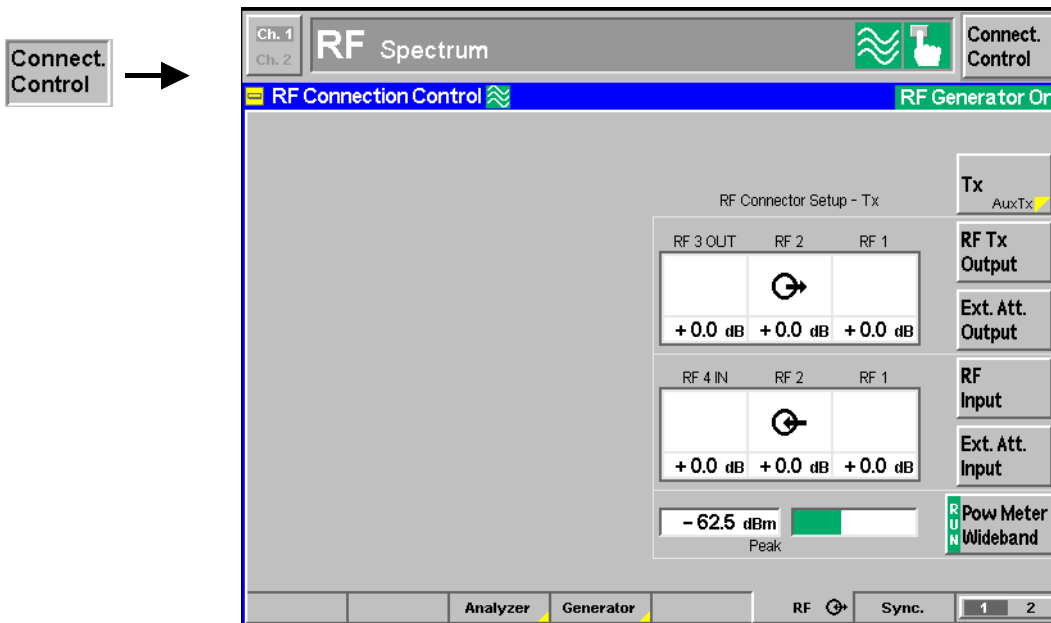 Connect.
Control
Ch. 1
Ch. 2
RF Spectrum
Connect.
Control
RF Connection Control
RF Generator On
Tx
AuxTx
RF Connector Setup - Tx
RF 3 OUT RF 2 RF 1
+ 0.0 dB + 0.0 dB + 0.0 dB
RF Tx
Output
Ext. Att.
Output
RF 4 IN RF 2 RF 1
+ 0.0 dB + 0.0 dB + 0.0 dB
RF
Input
Ext. Att.
Input
- 62.5 dBm
Peak
RUN
Pow Meter
Wideband
Analyzer Generator RF Sync. 1 2